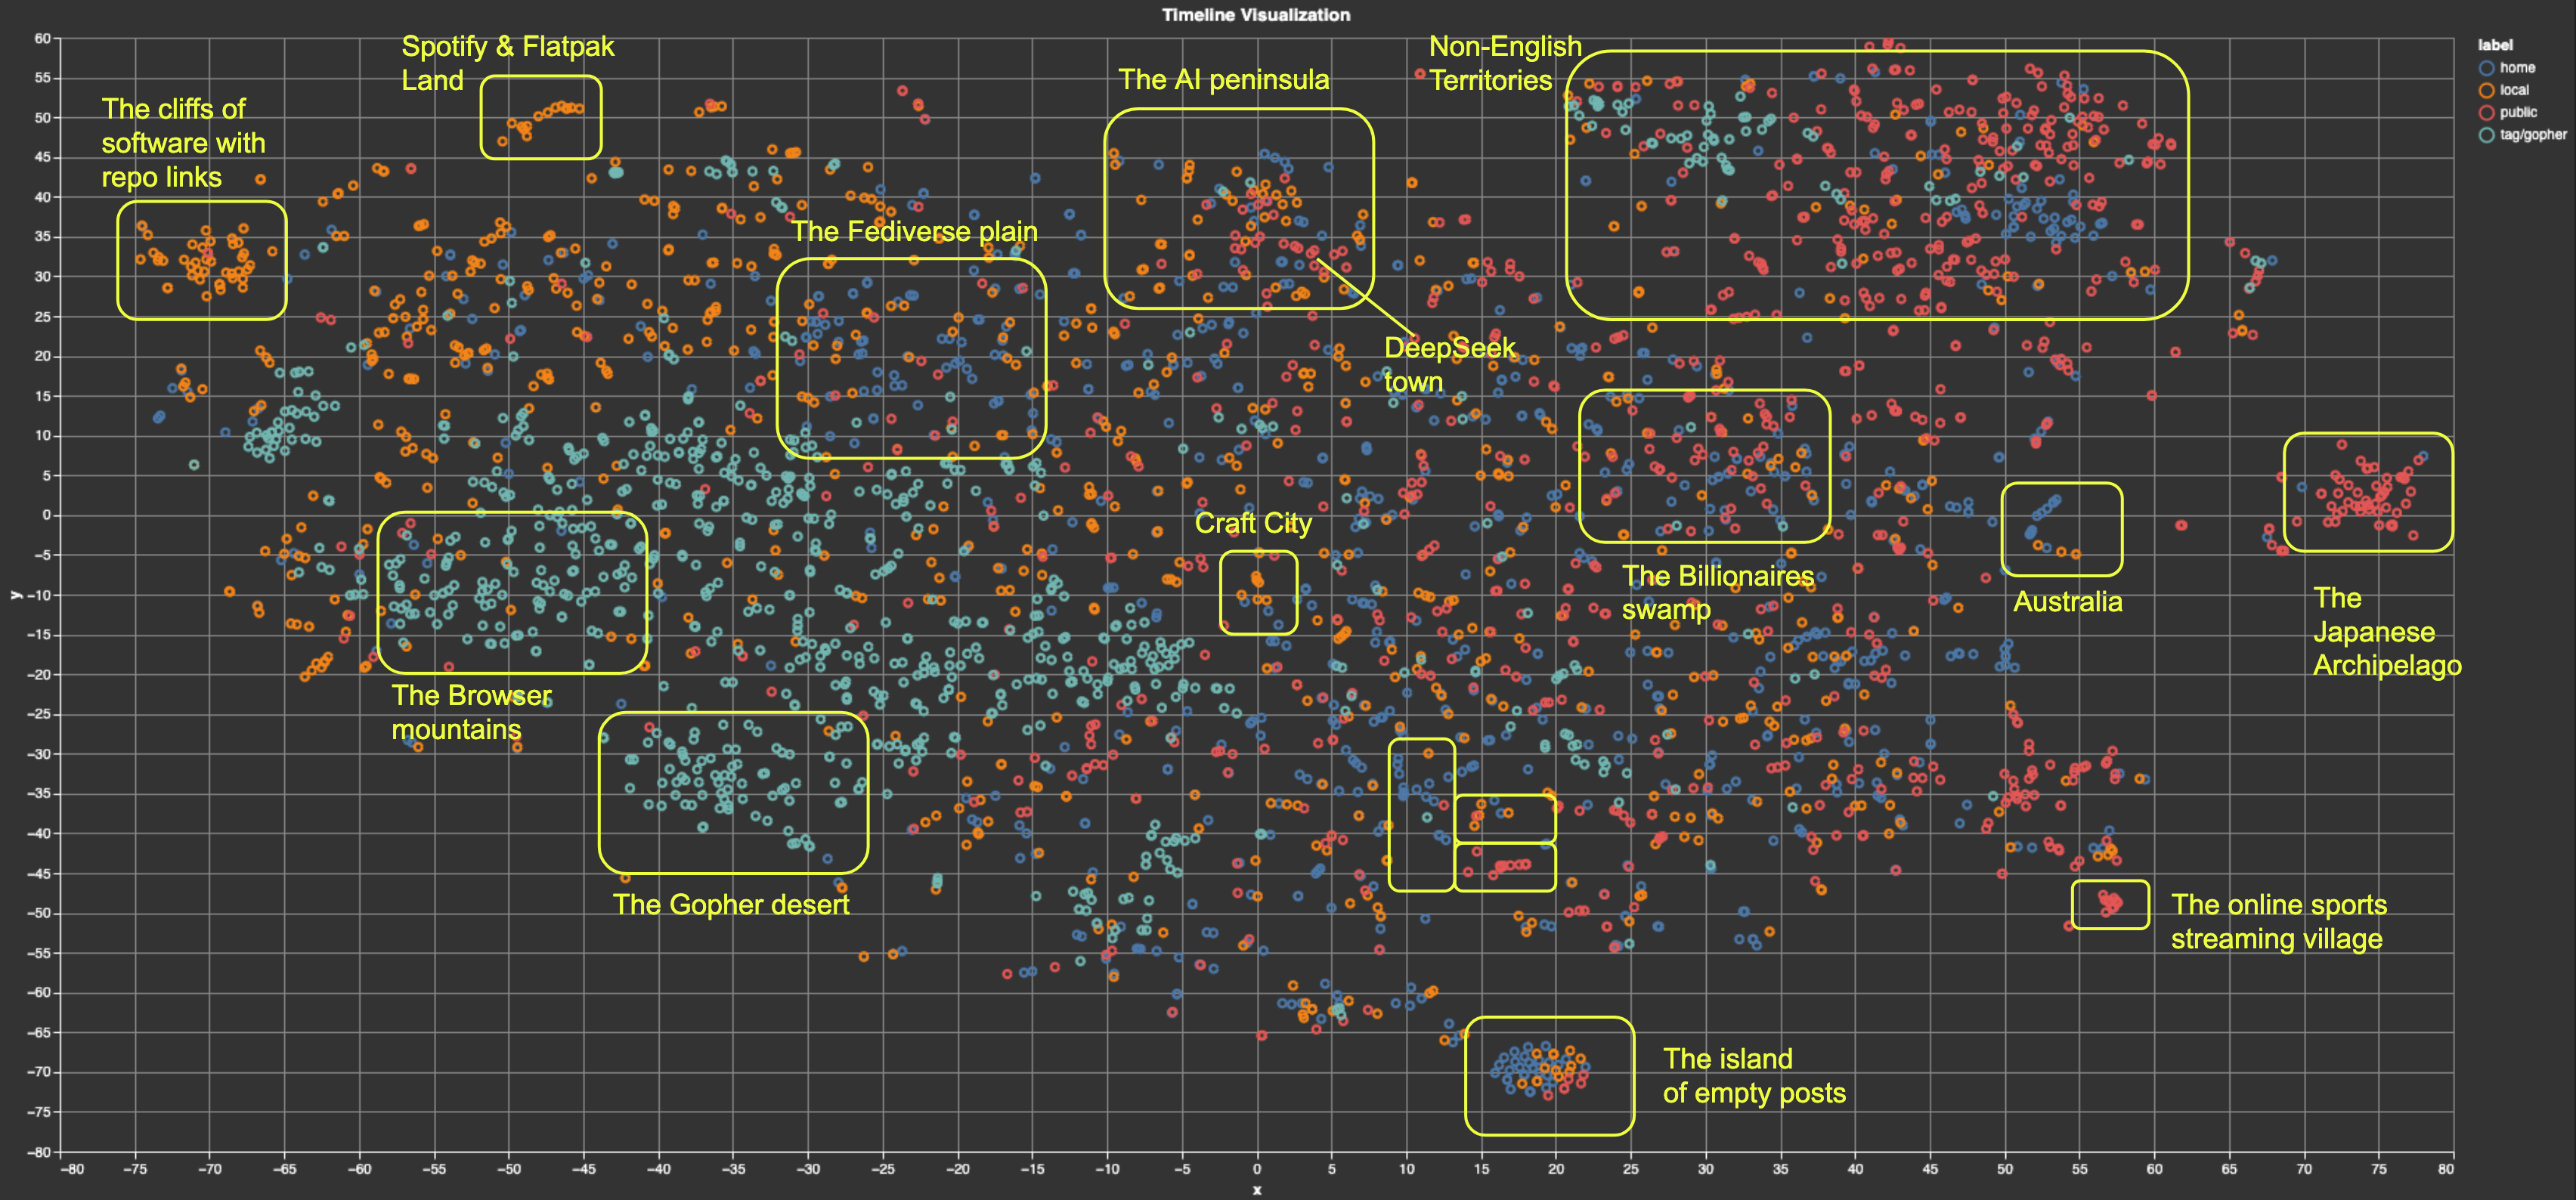 Timeline Visualization
label
home
local
public
tag/gopher
Spotify & Flatpak
Land
The cliffs of
software with
repo links
The AI peninsula
Non-English
Territories
The Fediverse plain
DeepSeek
town
Craft City
The Billionaires
swamp
Australia
The
Japanese
Archipelago
The Browser
mountains
The Gopher desert
The online sports
streaming village
The island
of empty posts
y
60
55
50
45
40
35
30
25
20
15
10
5
0
−5
−10
−15
−20
−25
−30
−35
−40
−45
−50
−55
−60
−65
−70
−75
−80
−80 −75 −70 −65 −60 −55 −50 −45 −40 −35 −30 −25 −20 −15 −10 −5 0 5 10 15 20 25 30 35 40 45 50 55 60 65 70 75 80
x